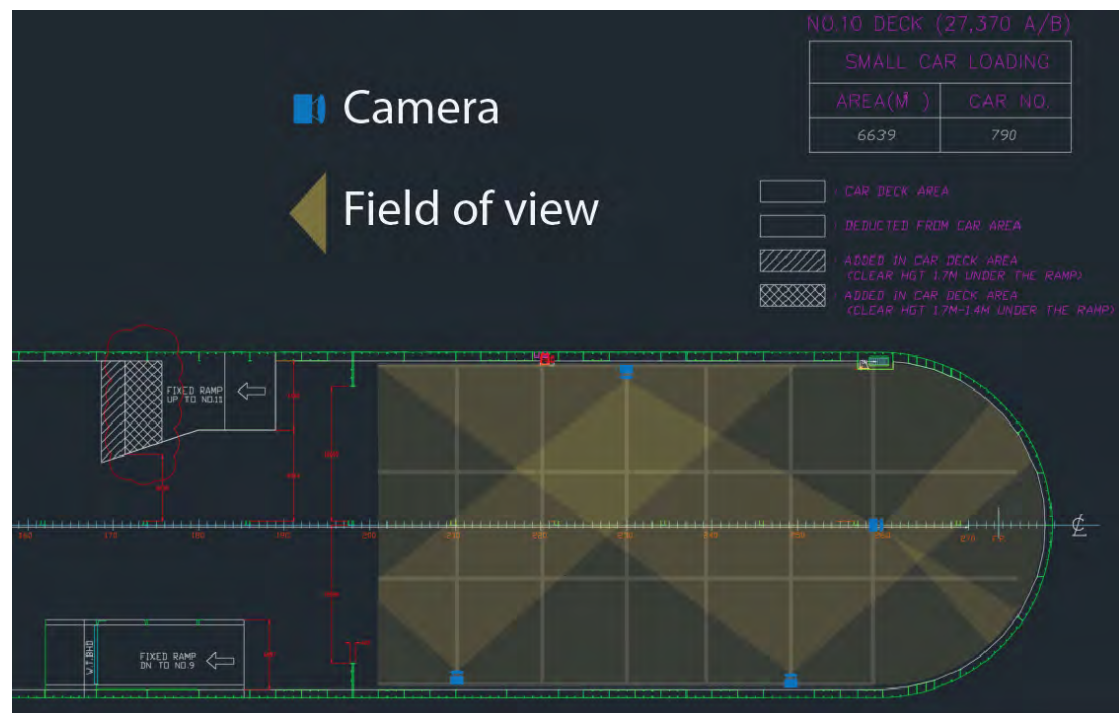 NO.10 DECK (27,370 A/B)
SMALL CAR LOADING
AREA(M² ) CAR NO.
6639 790
Camera
Field of view
: CAR DECK AREA
: DEDUCTED FROM CAR AREA
: ADDED IN CAR DECK AREA
(CLEAR HGT 1.7M UNDER THE RAMP)
: ADDED IN CAR DECK AREA
(CLEAR HGT 1.7M-1.4M UNDER THE RAMP)
FIXED RAMP
UP TO NO.11
FIXED RAMP
DN TO NO.9
W.T.BHD